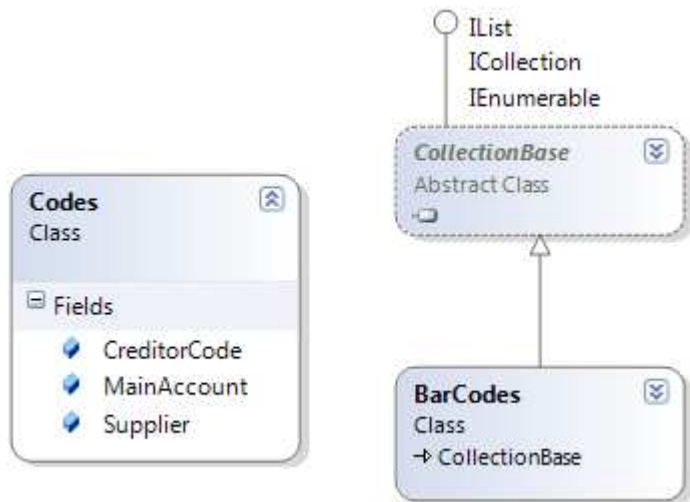 IList
ICollection
IEnumerable
CollectionBase
Abstract Class
Codes
Class
Fields
CreditorCode
MainAccount
Supplier
BarCodes
Class
CollectionBase